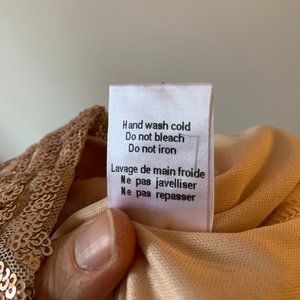 Hand wash cold
Do not bleach
Do not iron
Lavage de main froide
Ne pas javelliser
Ne pas repasser